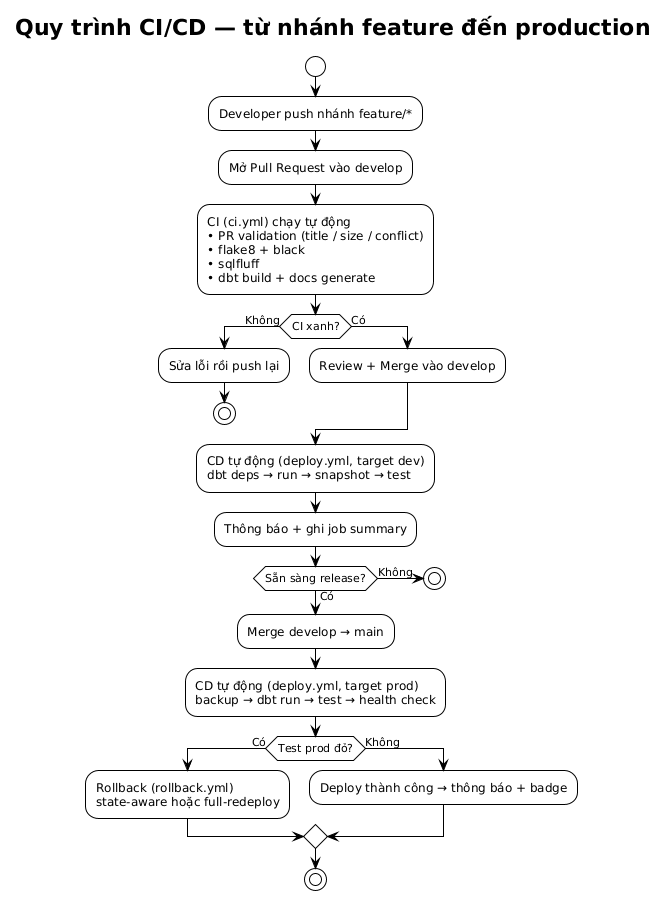 Quy trình CI/CD — từ nhánh feature đến production
Developer push nhánh feature/*
Mở Pull Request vào develop
CI (ci.yml) chạy tự động
• PR validation (title / size / conflict)
• flake8 + black
• sqlfluff
• dbt build + docs generate
Không
CI xanh?
Có
Sửa lỗi rồi push lại
Review + Merge vào develop
CD tự động (deploy.yml, target dev)
dbt deps → run → snapshot → test
Thông báo + ghi job summary
Sẵn sàng release?
Không
Có
Merge develop → main
CD tự động (deploy.yml, target prod)
backup → dbt run → test → health check
Có
Test prod đỏ?
Không
Rollback (rollback.yml)
state-aware hoặc full-redeploy
Deploy thành công → thông báo + badge